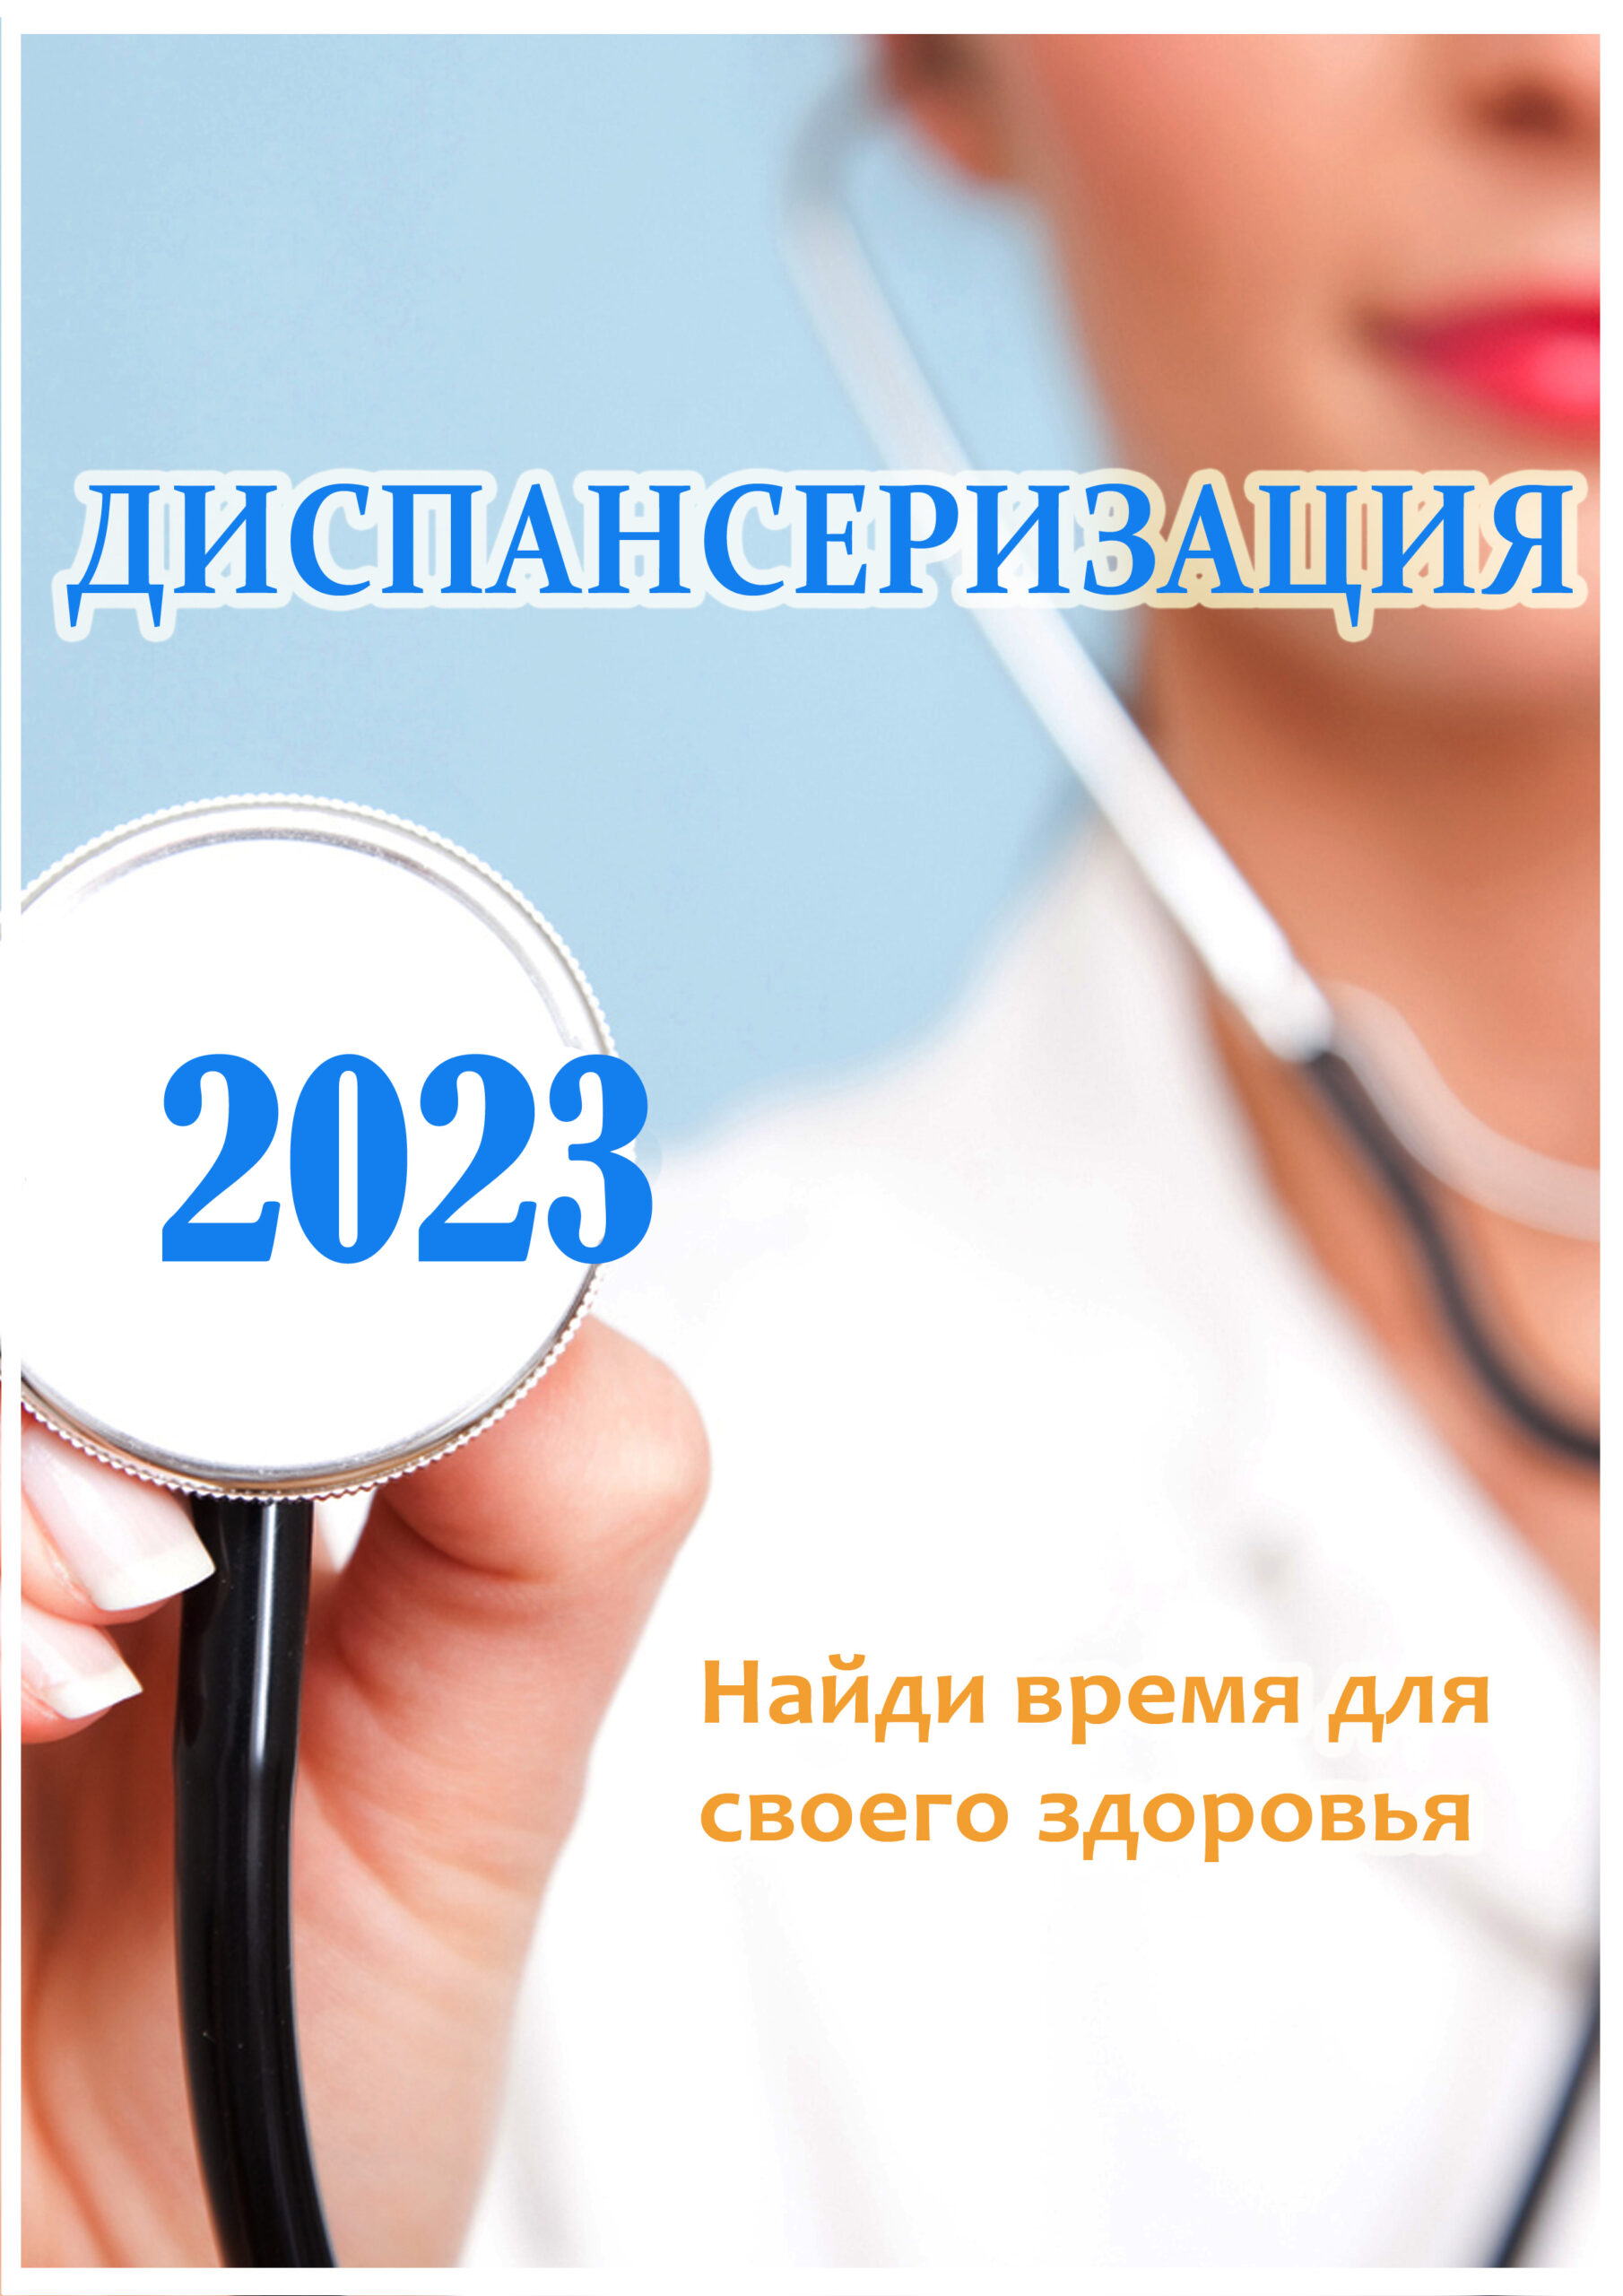 ДИСПАНСЕРИЗАЦИЯ
2023
Найди время для
своего здоровья